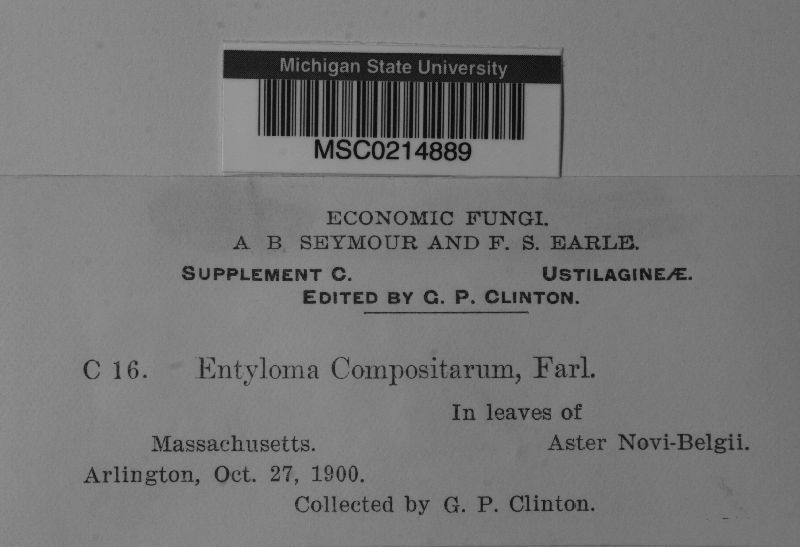 Michigan State University
MSC0214889
ECONOMIC FUNGI.
A B SEYMOUR AND F. S. EARLE.
SUPPLEMENT C. USTILAGINEÆ.
EDITED BY G. P. CLINTON.
C 16. Entyloma Compositarum, Farl.
In leaves of
Massachusetts. Aster Novi-Belgii.
Arlington, Oct. 27, 1900.
Collected by G. P. Clinton.